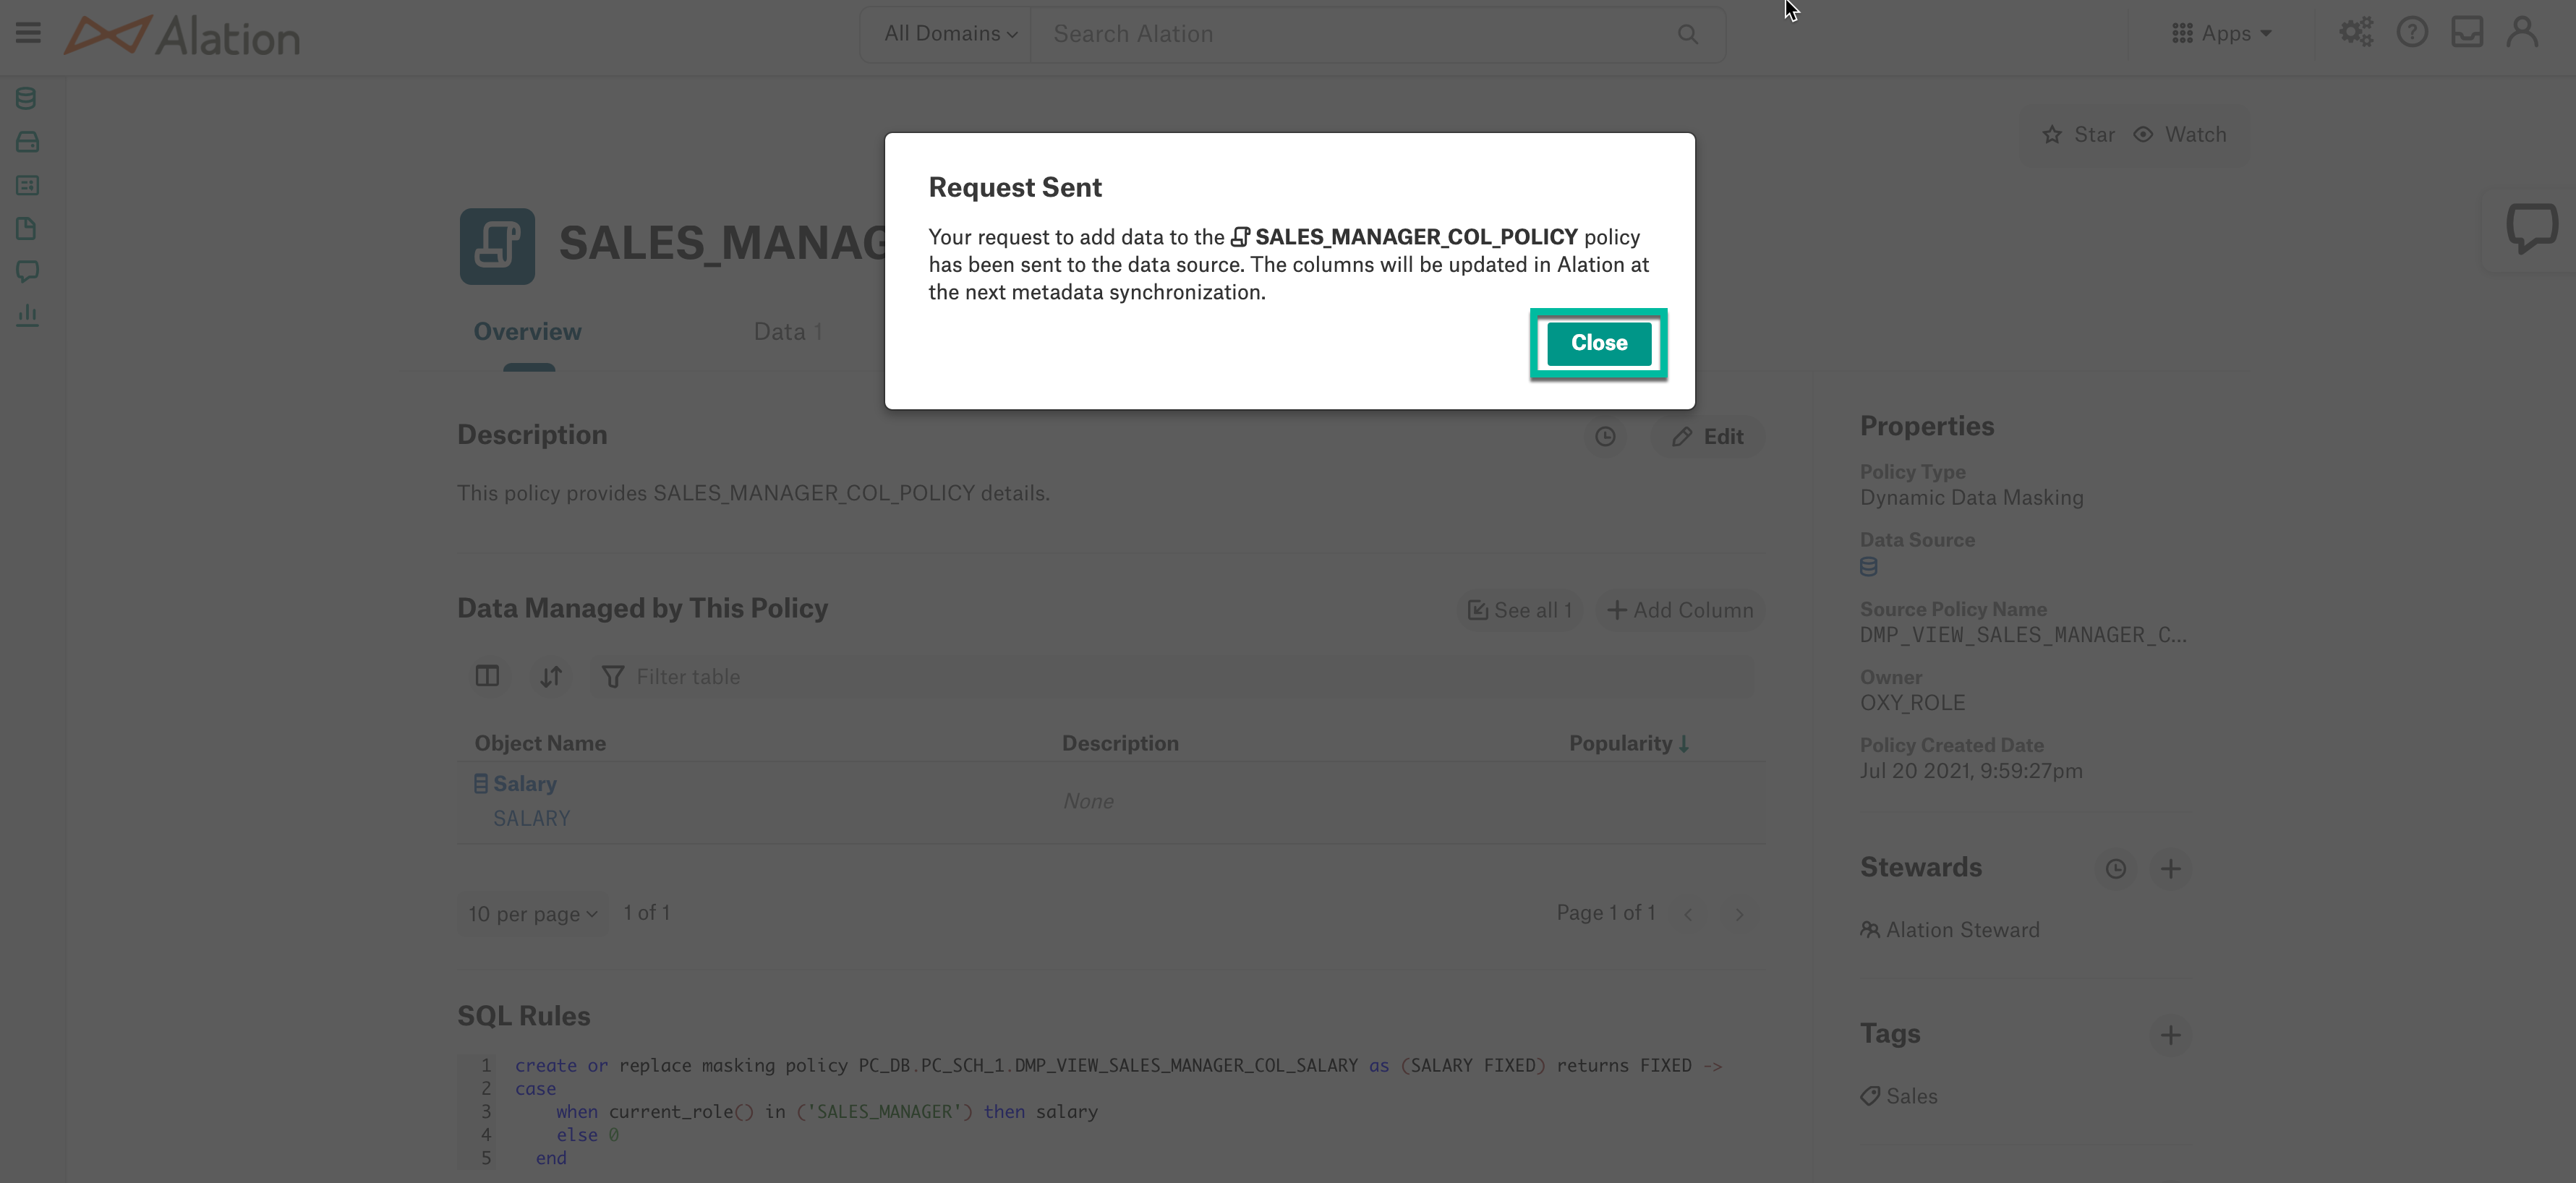 Alation
All Domains
Search Alation
Apps
Star
Watch
Request Sent
Your request to add data to the SALES_MANAGER_COL_POLICY policy
has been sent to the data source. The columns will be updated in Alation at
the next metadata synchronization.
Close
SALES_MANAG
Overview
Data 1
Description
Edit
This policy provides SALES_MANAGER_COL_POLICY details.
Data Managed by This Policy
See all 1
Add Column
Filter table
Object Name
Description
Popularity
Salary
SALARY
None
10 per page
1 of 1
Page 1 of 1
SQL Rules
1 create or replace masking policy PC_DB.PC_SCH_1.DMP_VIEW_SALES_MANAGER_COL_SALARY as (SALARY FIXED) returns FIXED ->
2 case
3 when current_role() in ('SALES_MANAGER') then salary
4 else 0
5 end
Properties
Policy Type
Dynamic Data Masking
Data Source
Source Policy Name
DMP_VIEW_SALES_MANAGER_C...
Owner
OXY_ROLE
Policy Created Date
Jul 20 2021, 9:59:27pm
Stewards
Alation Steward
Tags
Sales